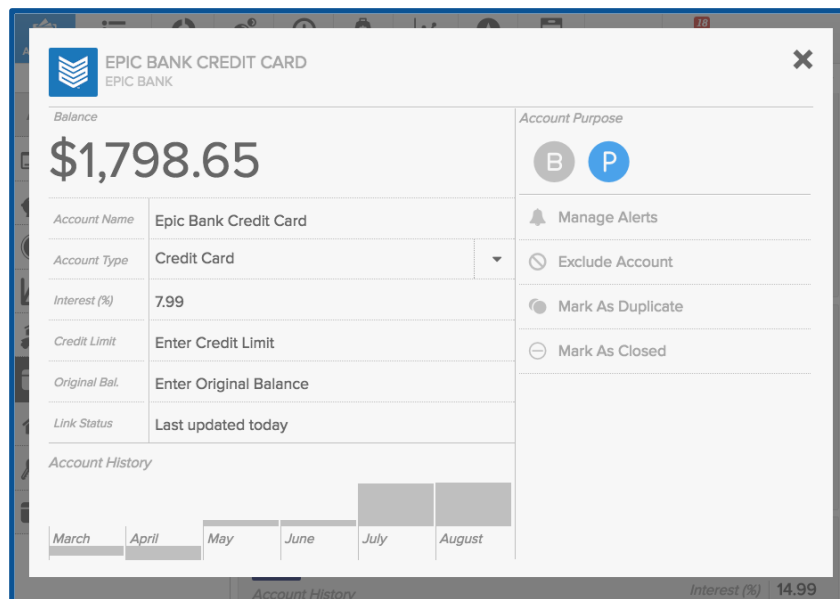 18
EPIC BANK CREDIT CARD
EPIC BANK
Balance
$1,798.65
Account Name Epic Bank Credit Card
Account Type Credit Card
Interest (%) 7.99
Credit Limit Enter Credit Limit
Original Bal. Enter Original Balance
Link Status Last updated today
Account History
March April May June July August
Account Purpose
B P
Manage Alerts
Exclude Account
Mark As Duplicate
Mark As Closed
Account History Interest (%) 14.99